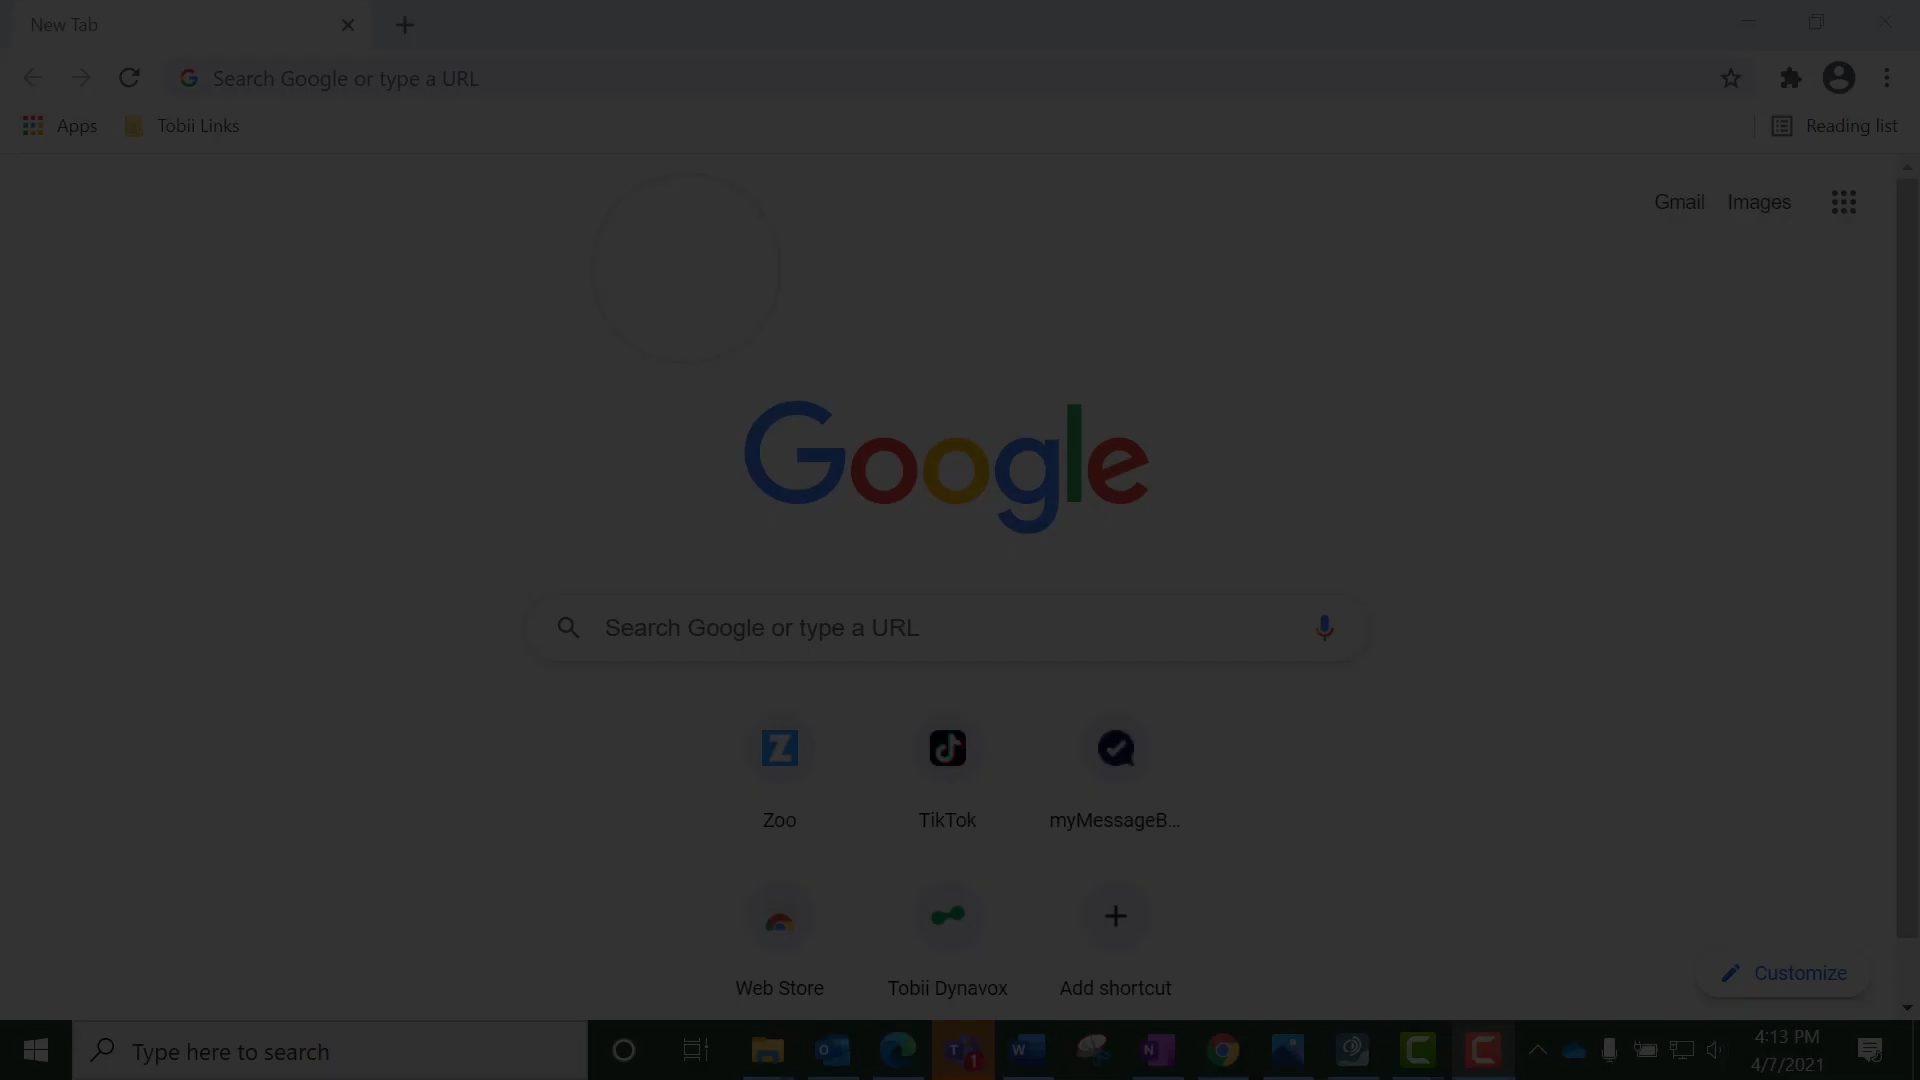 New Tab
Search Google or type a URL
Apps
Tobii Links
Reading list
Gmail
Images
Google
Search Google or type a URL
Zoo
TikTok
myMessageB...
Web Store
Tobii Dynavox
Add shortcut
Customize
Type here to search
4:13 PM
4/7/2021